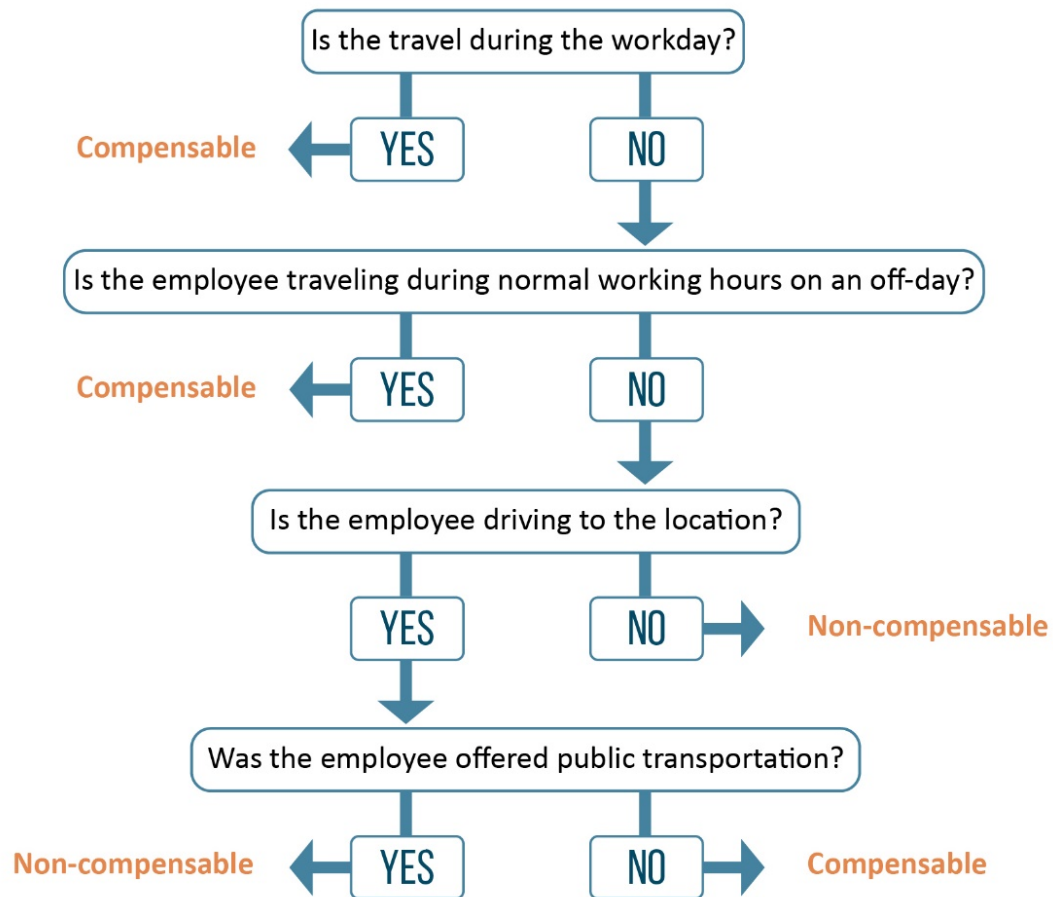 Is the travel during the workday?
Compensable
YES
NO
Is the employee traveling during normal working hours on an off-day?
Compensable
YES
NO
Is the employee driving to the location?
YES
NO
Non-compensable
Was the employee offered public transportation?
Non-compensable
YES
NO
Compensable